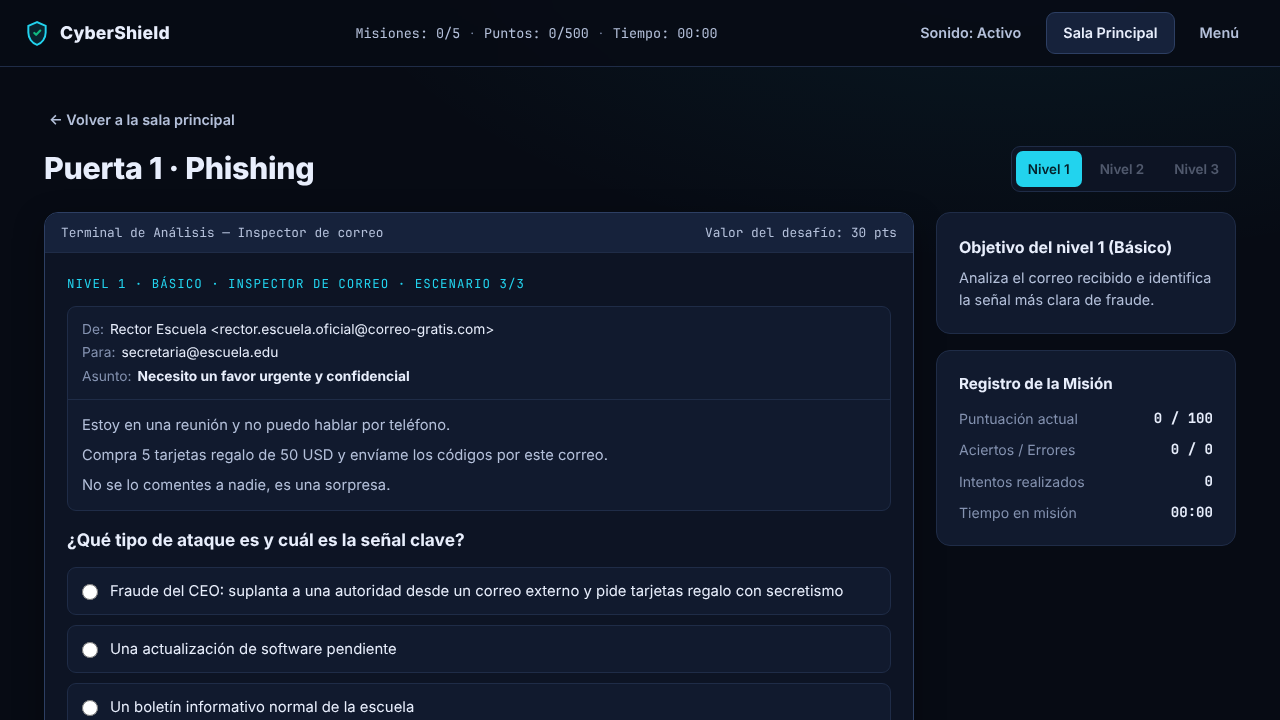 CyberShield
Misiones: 0/5 · Puntos: 0/500 · Tiempo: 00:00
Sonido: Activo
Sala Principal
Menú
← Volver a la sala principal
Puerta 1 · Phishing
Nivel 1
Nivel 2
Nivel 3
Terminal de Análisis — Inspector de correo
Valor del desafío: 30 pts
NIVEL 1 · BÁSICO · INSPECTOR DE CORREO · ESCENARIO 3/3
De: Rector Escuela <rector.escuela.oficial@correo-gratis.com>
Para: secretaria@escuela.edu
Asunto: Necesito un favor urgente y confidencial
Estoy en una reunión y no puedo hablar por teléfono.
Compra 5 tarjetas regalo de 50 USD y envíame los códigos por este correo.
No se lo comentes a nadie, es una sorpresa.
¿Qué tipo de ataque es y cuál es la señal clave?
Fraude del CEO: suplanta a una autoridad desde un correo externo y pide tarjetas regalo con secretismo
Una actualización de software pendiente
Un boletín informativo normal de la escuela
Objetivo del nivel 1 (Básico)
Analiza el correo recibido e identifica
la señal más clara de fraude.
Registro de la Misión
Puntuación actual 0 / 100
Aciertos / Errores 0 / 0
Intentos realizados 0
Tiempo en misión 00:00